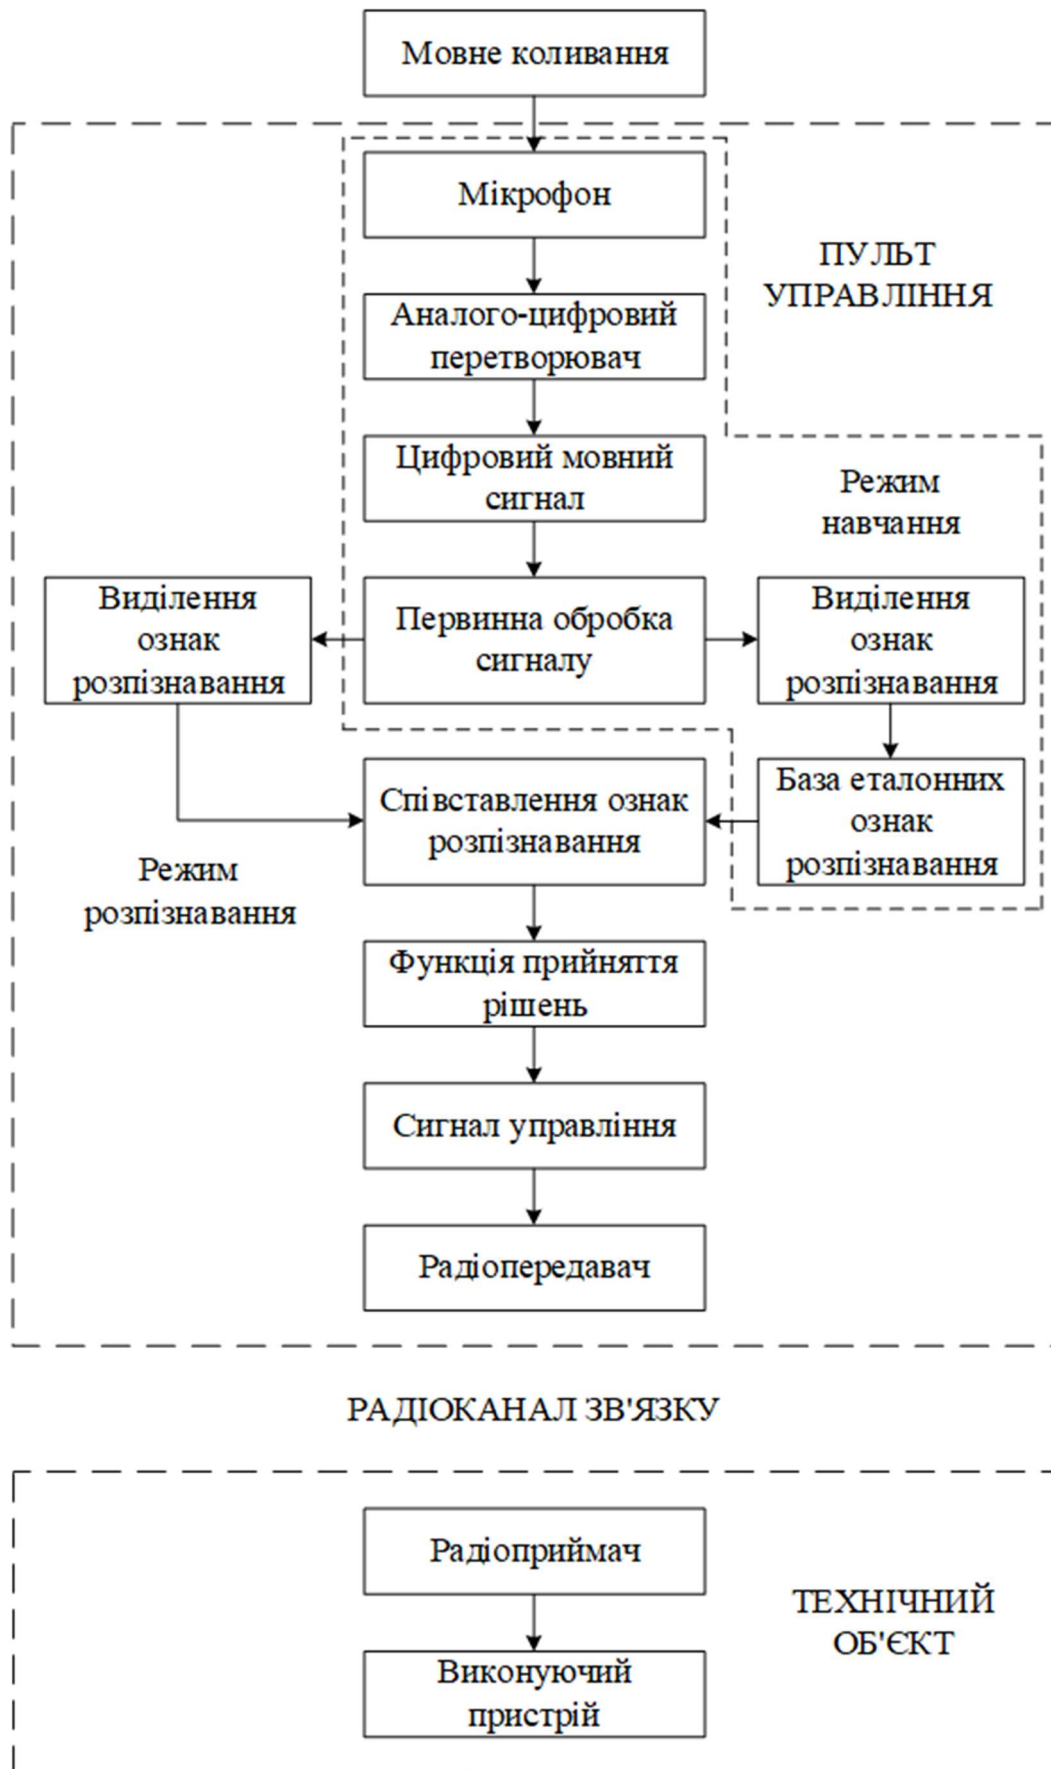 Мовне коливання
Мікрофон
ПУЛЬТ
УПРАВЛІННЯ
Аналого-цифровий
перетворювач
Цифровий мовний
сигнал
Режим
навчання
Виділення
ознак
розпізнавання
Первинна обробка
сигналу
Виділення
ознак
розпізнавання
Співставлення ознак
розпізнавання
База еталонних
ознак
розпізнавання
Режим
розпізнавання
Функція прийняття
рішень
Сигнал управління
Радіопередавач
РАДІОКАНАЛ ЗВ'ЯЗКУ
Радіоприймач
ТЕХНІЧНИЙ
ОБ'ЄКТ
Виконуючий
пристрій